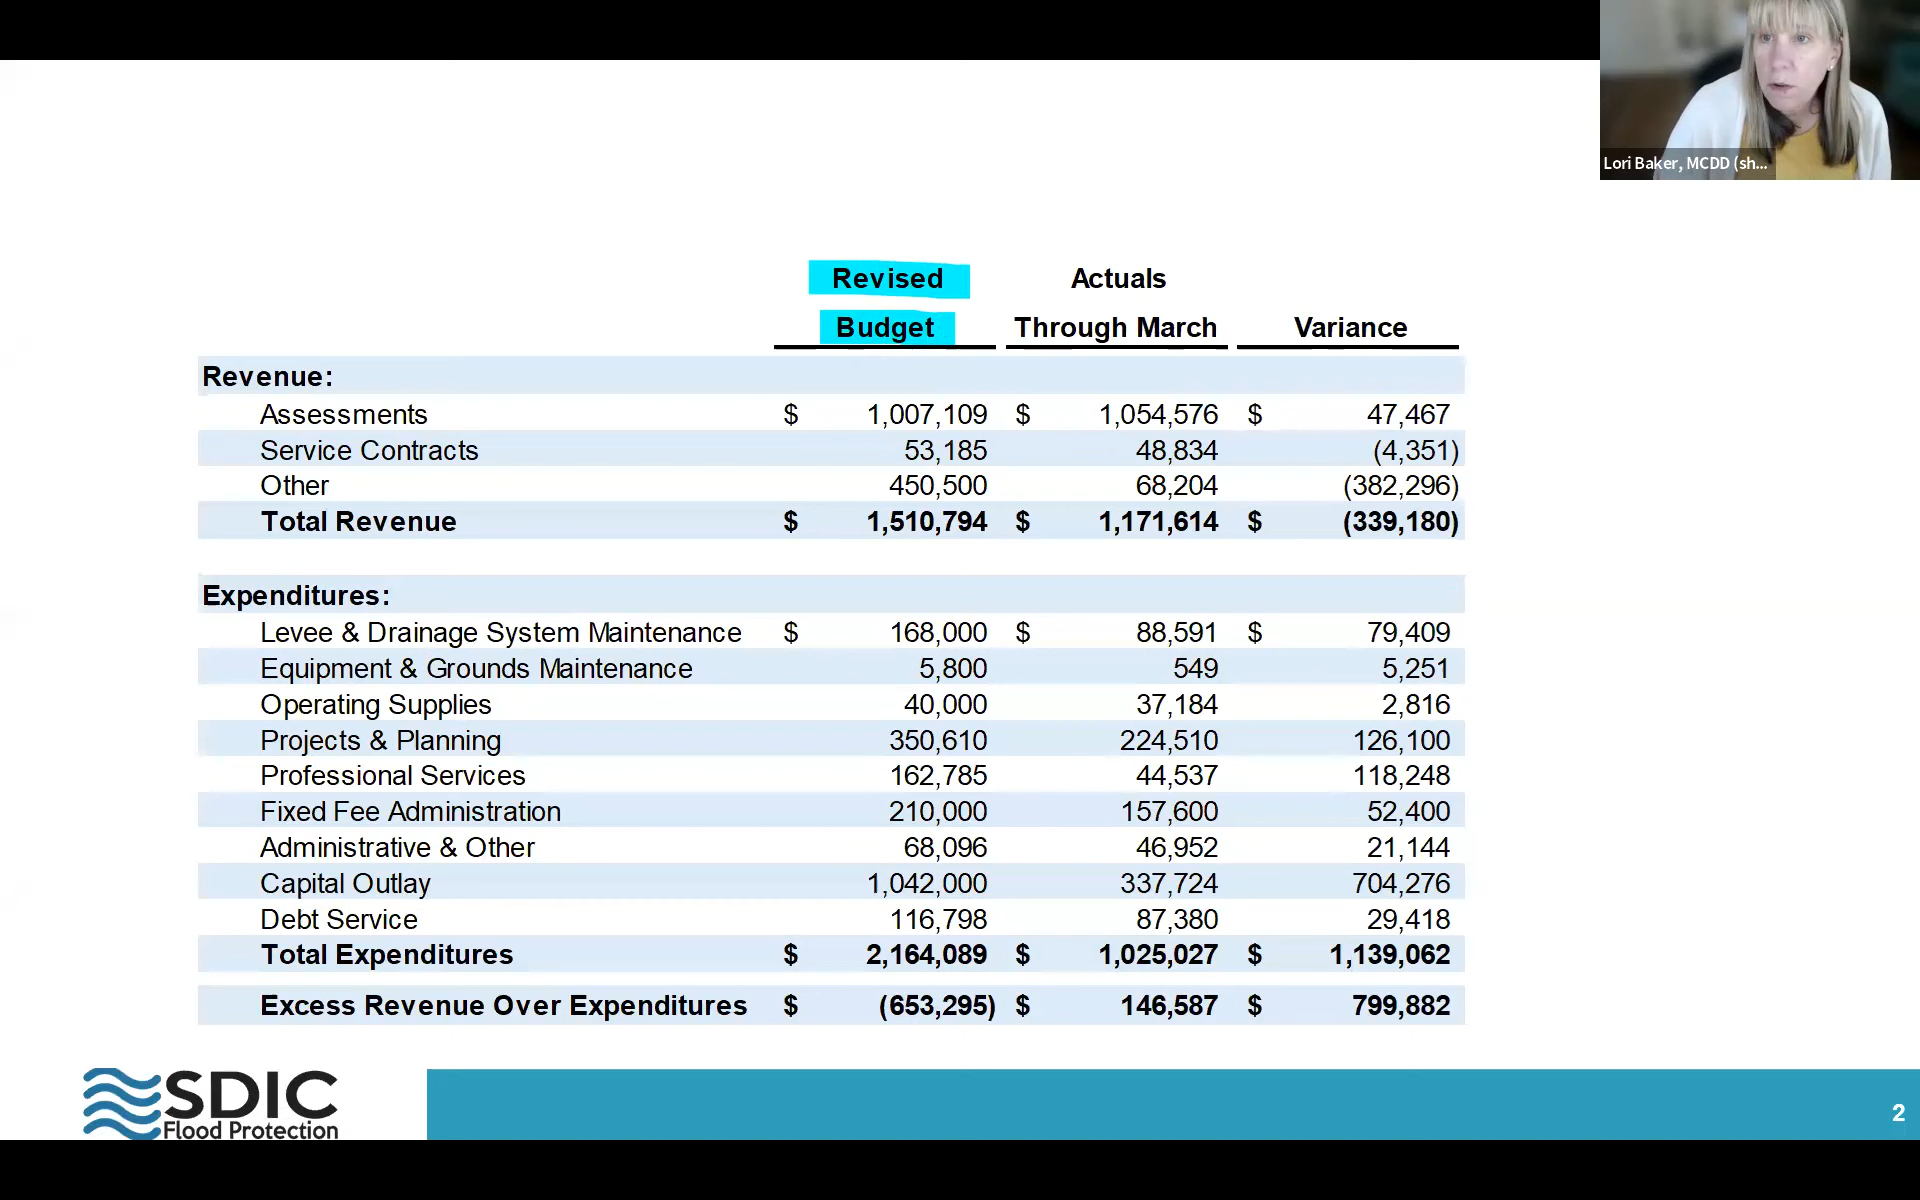 Lori Baker, MCDD (sh...
Revised Actuals
Budget Through March Variance
Revenue:
Assessments $ 1,007,109 $ 1,054,576 $ 47,467
Service Contracts 53,185 48,834 (4,351)
Other 450,500 68,204 (382,296)
Total Revenue $ 1,510,794 $ 1,171,614 $ (339,180)
Expenditures:
Levee & Drainage System Maintenance $ 168,000 $ 88,591 $ 79,409
Equipment & Grounds Maintenance 5,800 549 5,251
Operating Supplies 40,000 37,184 2,816
Projects & Planning 350,610 224,510 126,100
Professional Services 162,785 44,537 118,248
Fixed Fee Administration 210,000 157,600 52,400
Administrative & Other 68,096 46,952 21,144
Capital Outlay 1,042,000 337,724 704,276
Debt Service 116,798 87,380 29,418
Total Expenditures $ 2,164,089 $ 1,025,027 $ 1,139,062
Excess Revenue Over Expenditures $ (653,295) $ 146,587 $ 799,882
SDIC
Flood Protection
2